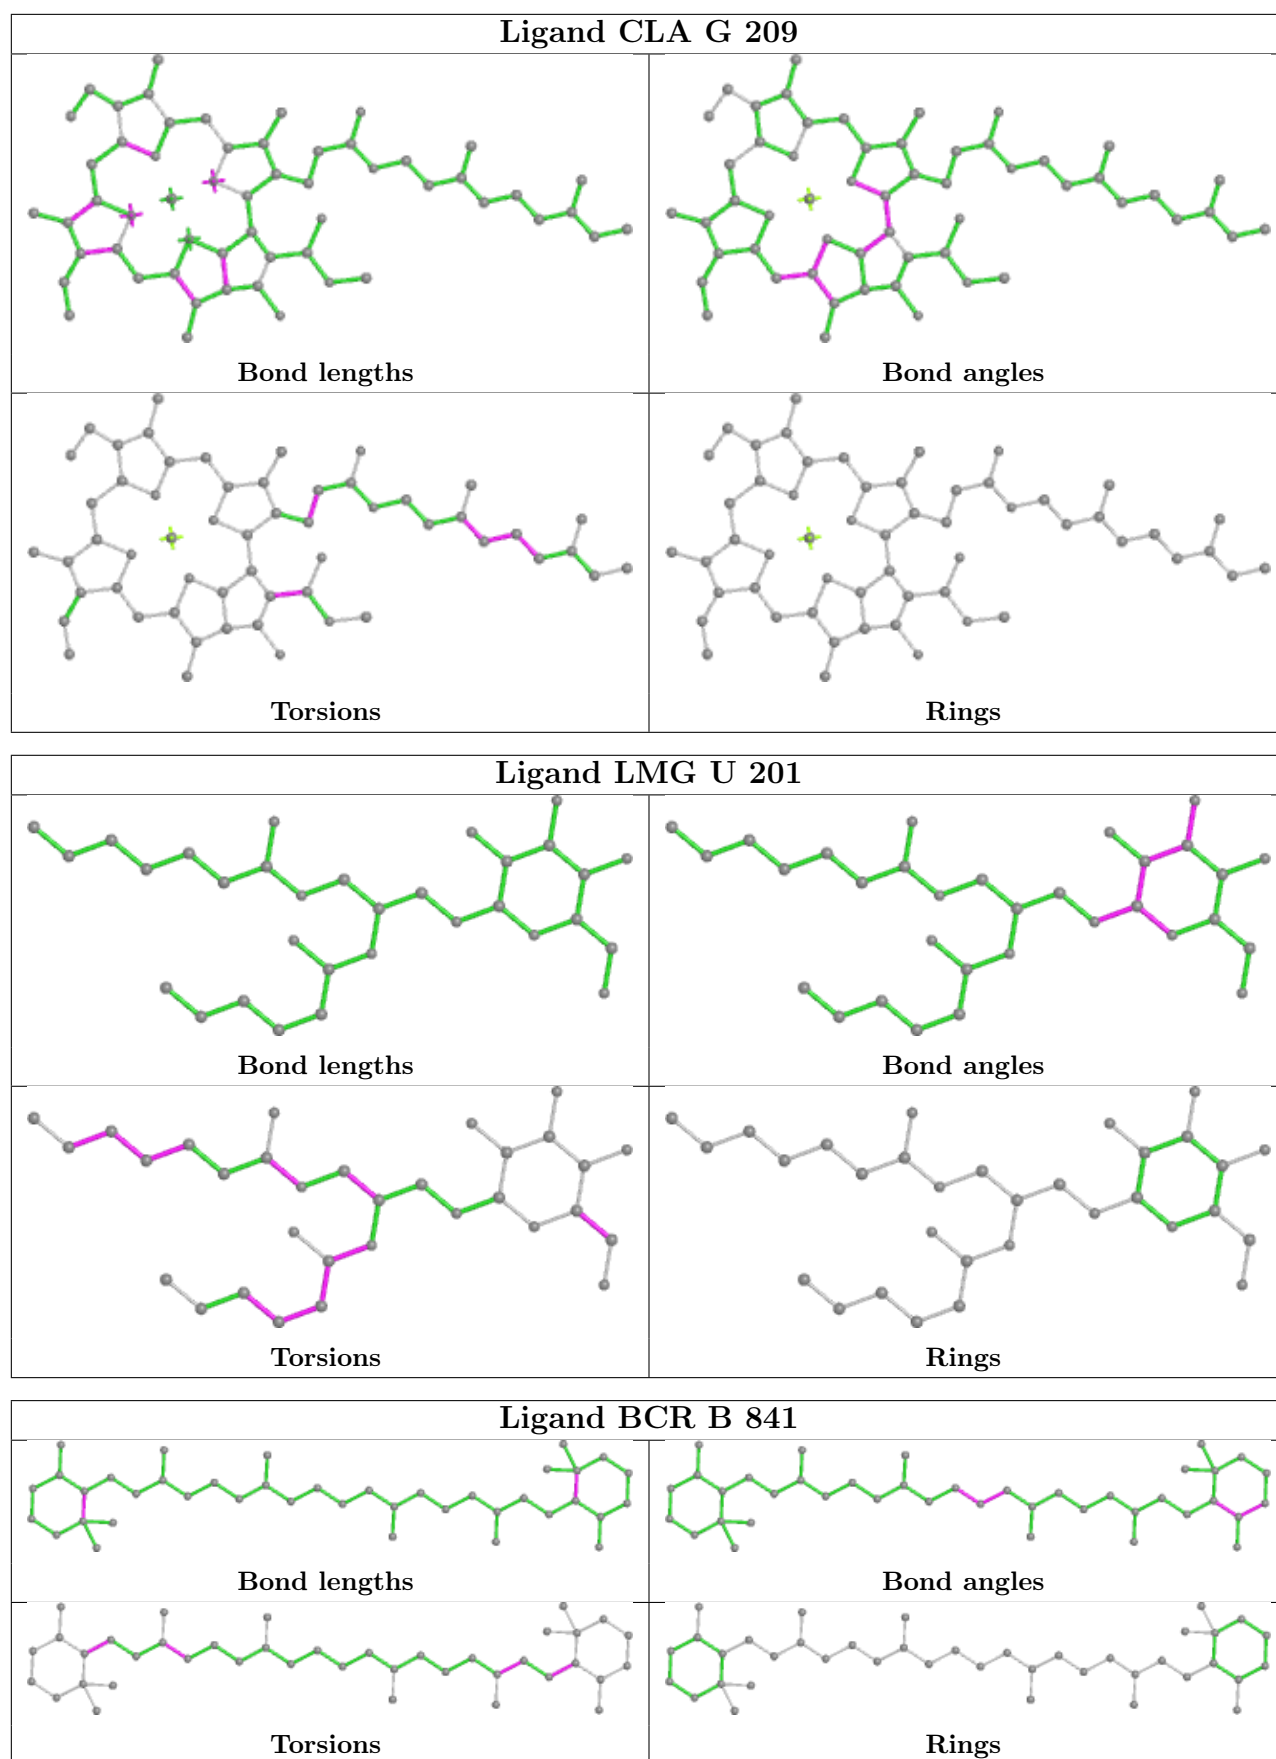 Ligand CLA G 209
Bond lengths
Bond angles
Torsions
Rings
Ligand LMG U 201
Bond lengths
Bond angles
Torsions
Rings
Ligand BCR B 841
Bond lengths
Bond angles
Torsions
Rings